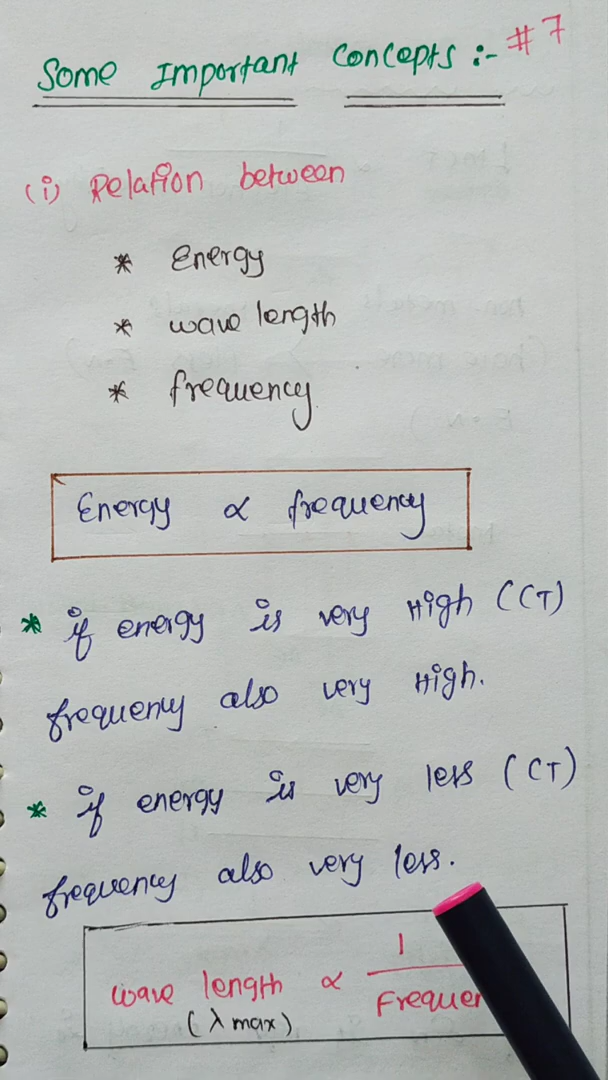 Some Important Concepts :- #7
(i) Relation between
* Energy
* wave length
* frequency
Energy ∝ frequency
* if energy is very High (CT)
frequency also very High.
* if energy is very less (CT)
frequency also very less.
wave length ∝ 1
(λ max)